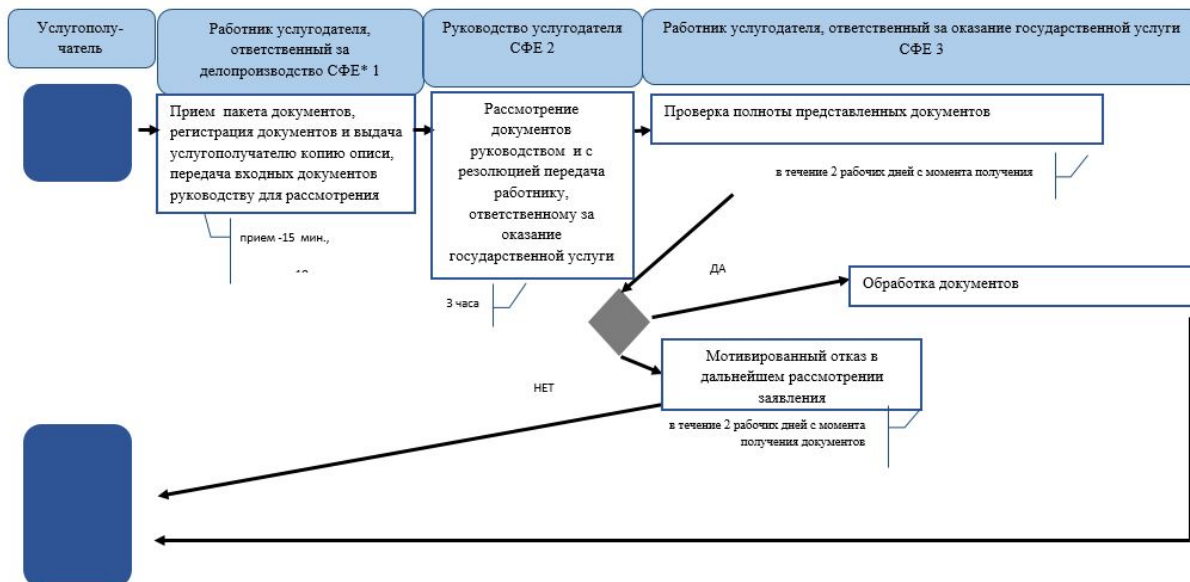 Услугополу-
чатель
Работник услугодателя,
ответственный за
делопроизводство СФЕ* 1
Руководство услугодателя
СФЕ 2
Работник услугодателя, ответственный за оказание государственной услуги
СФЕ 3
Прием пакета документов,
регистрация документов и выдача
услугополучателю копию описи,
передача входных документов
руководству для рассмотрения
Рассмотрение
документов
руководством и с
резолюцией передача
работнику,
ответственному за
оказание
государственной услуги
Проверка полноты представленных документов
в течение 2 рабочих дней с момента получения
прием -15 мин.,
3 часа
ДА
Обработка документов
НЕТ
Мотивированный отказ в
дальнейшем рассмотрении
заявления
в течение 2 рабочих дней с момента
получения документов